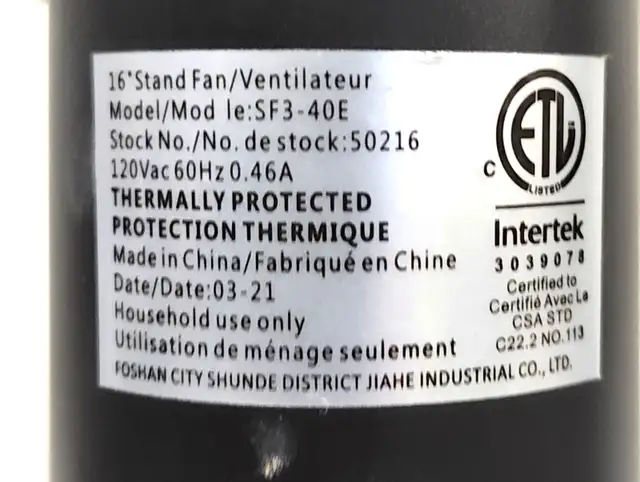 16"Stand Fan/Ventilateur
Model/Mod le:SF3-40E
Stock No./No. de stock:50216
120Vac 60Hz 0.46A
THERMALLY PROTECTED
PROTECTION THERMIQUE
Made in China/Fabriqué en Chine
Date/Date:03-21
Household use only
Utilisation de ménage seulement
FOSHAN CITY SHUNDE DISTRICT JIAHE INDUSTRIAL CO., LTD.
ETL
C
LISTED
Intertek
3039078
Certified to
Certifié Avec Le
CSA STD
C22.2 NO.113